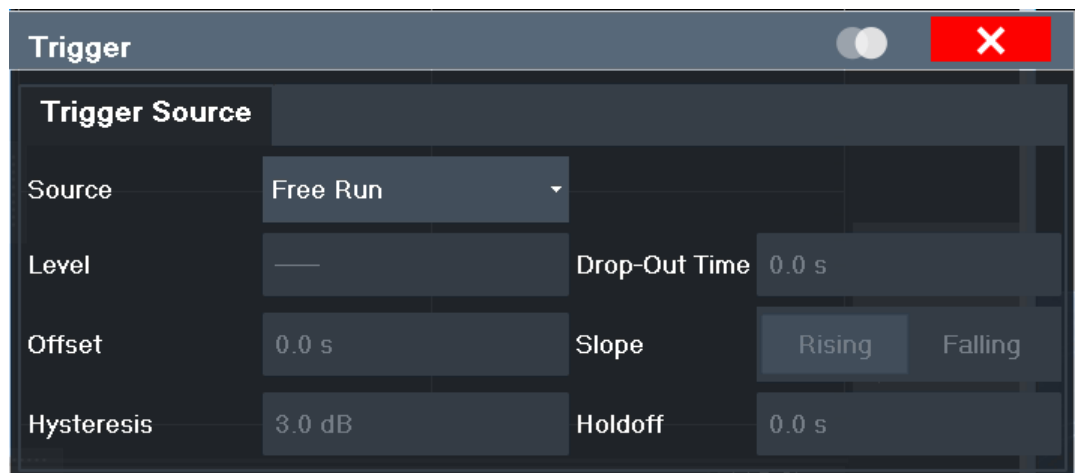 Trigger
Trigger Source
Source Free Run
Level Drop-Out Time 0.0 s
Offset 0.0 s Slope Rising Falling
Hysteresis 3.0 dB Holdoff 0.0 s